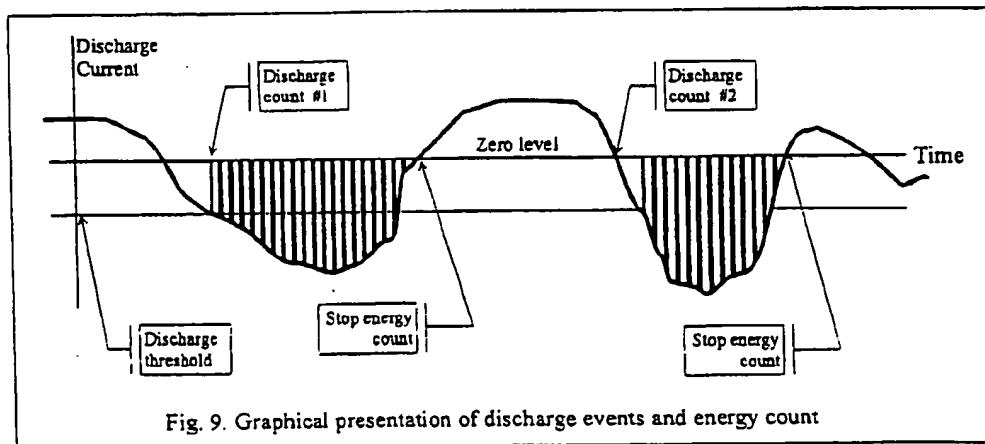 Discharge
Current
Discharge
count #1
Discharge
count #2
Zero level
Time
Discharge
threshold
Stop energy
count
Stop energy
count
Fig. 9. Graphical presentation of discharge events and energy count